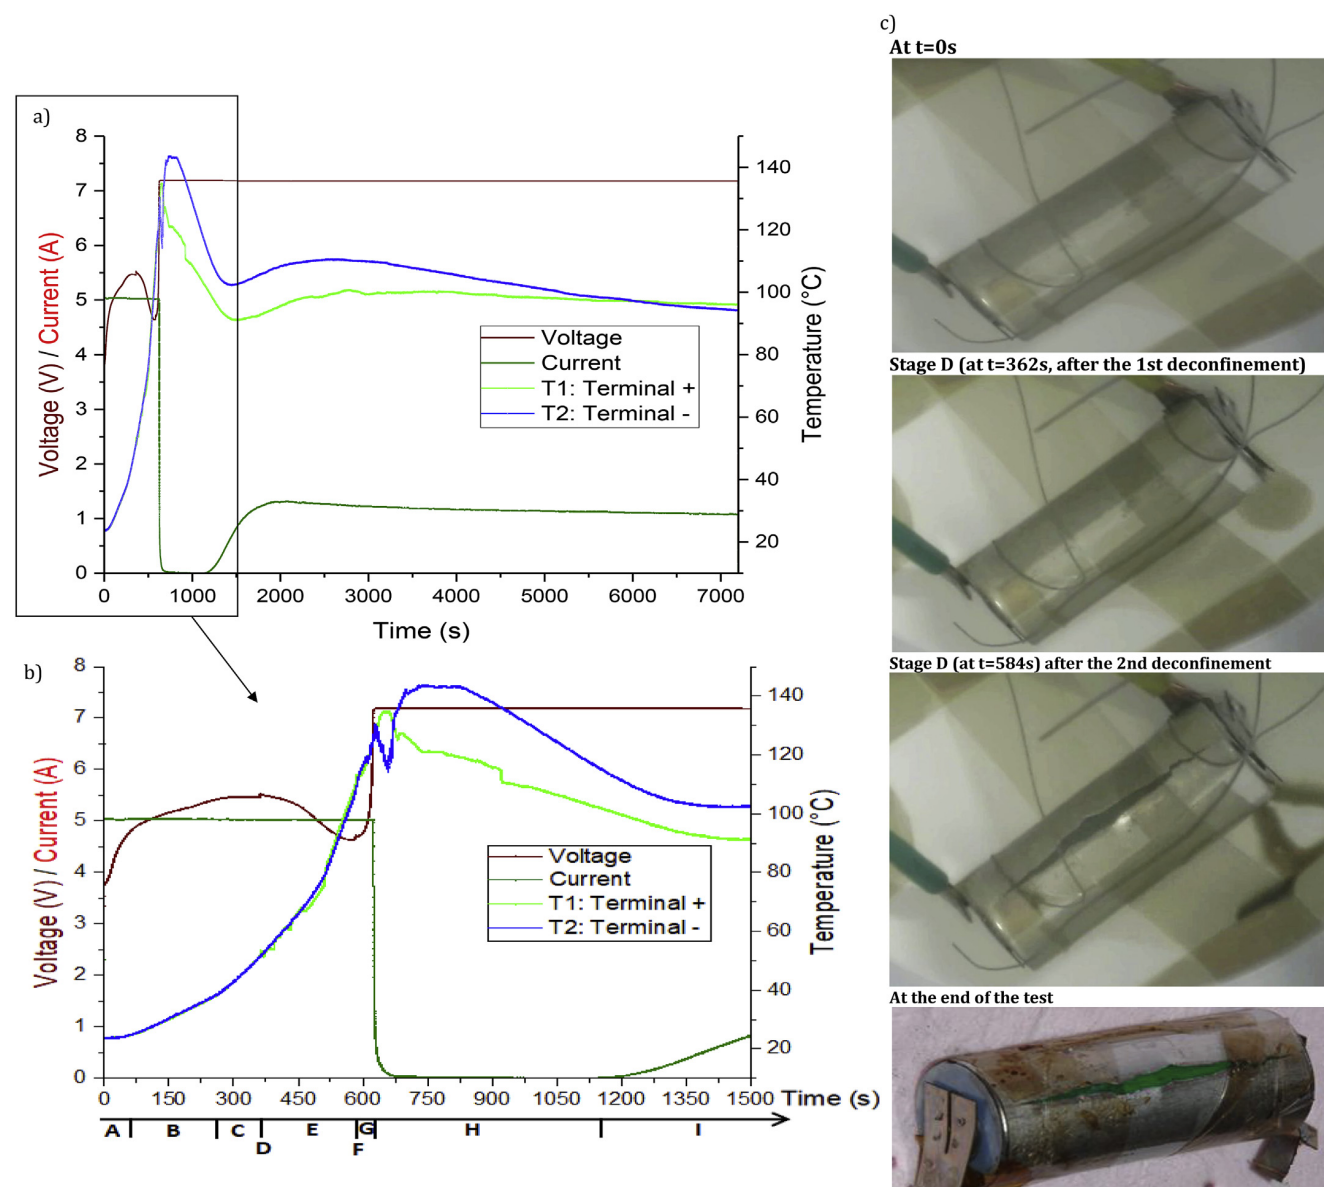 c)
At t=0s
a)
8
7
6
5
4
3
2
1
0
Voltage (V) / Current (A)
140
120
100
80
60
40
20
Temperature (°C)
Voltage
Current
T1: Terminal +
T2: Terminal -
0 1000 2000 3000 4000 5000 6000 7000
Time (s)
Stage D (at t=362s, after the 1st deconfinement)
b)
8
7
6
5
4
3
2
1
0
Voltage (V) / Current (A)
140
120
100
80
60
40
20
Temperature (°C)
Voltage
Current
T1: Terminal +
T2: Terminal -
0 150 300 450 600 750 900 1050 1200 1350 1500 Time (s)
A B C E G H I
D F
Stage D (at t=584s) after the 2nd deconfinement
At the end of the test